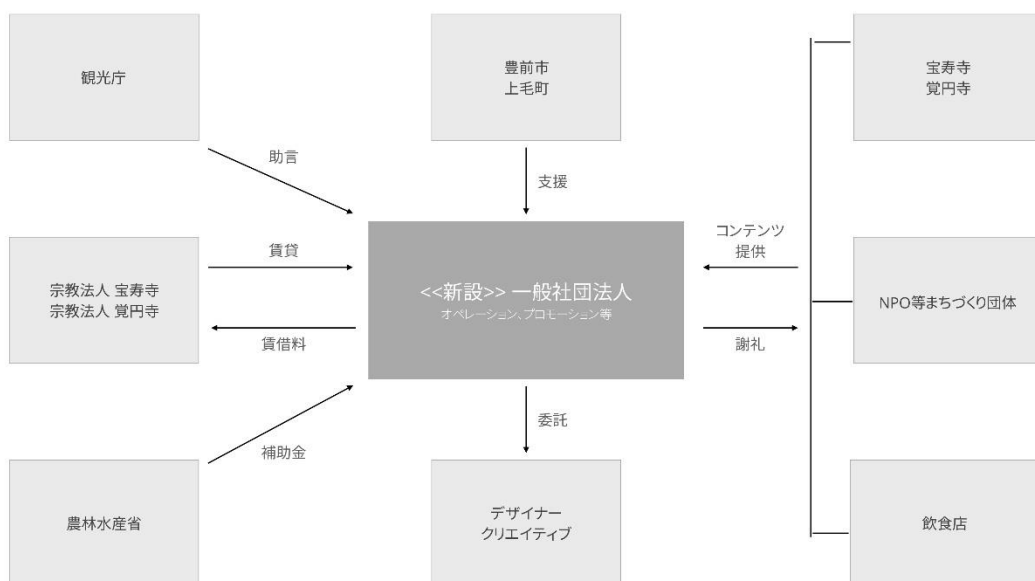 観光庁
豊前市
上毛町
宝寿寺
覚円寺
助言
支援
賃貸
コンテンツ
提供
宗教法人 宝寿寺
宗教法人 覚円寺
<<新設>> 一般社団法人
オペレーション、プロモーション等
NPO等まちづくり団体
賃借料
謝礼
委託
補助金
農林水産省
デザイナー
クリエイティブ
飲食店